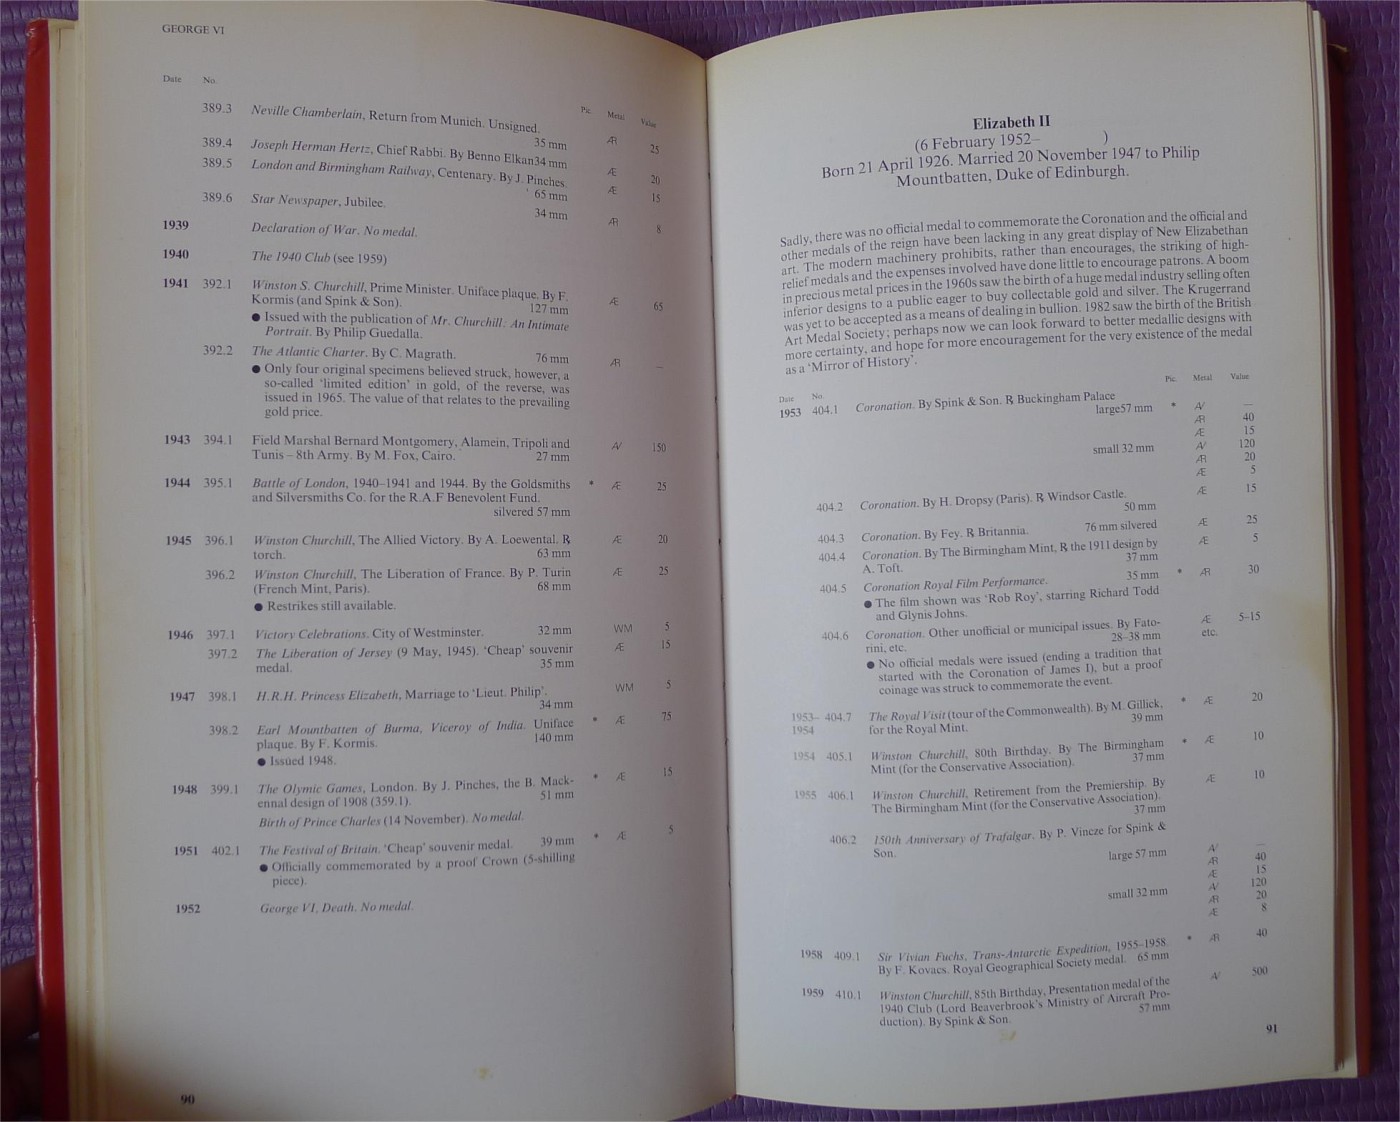 GEORGE VI
Date No. Pic. Metal Value
389.3 Neville Chamberlain, Return from Munich. Unsigned.
35 mm Æ 25
389.4 Joseph Herman Hertz, Chief Rabbi. By Benno Elkan 34 mm Æ 20
389.5 London and Birmingham Railway, Centenary. By J. Pinches.
65 mm Æ 15
389.6 Star Newspaper, Jubilee.
34 mm AR 8
1939 Declaration of War. No medal.
1940 The 1940 Club (see 1959)
1941 392.1 Winston S. Churchill, Prime Minister. Uniface plaque. By F.
Kormis (and Spink & Son). 127 mm Æ 65
● Issued with the publication of Mr. Churchill: An Intimate
Portrait. By Philip Guedalla.
392.2 The Atlantic Charter. By C. Magrath. 76 mm AR –
● Only four original specimens believed struck, however, a
so-called ‘limited edition’ in gold, of the reverse, was
issued in 1965. The value of that relates to the prevailing
gold price.
1943 394.1 Field Marshal Bernard Montgomery, Alamein, Tripoli and
Tunis – 8th Army. By M. Fox, Cairo. 27 mm AV 150
1944 395.1 Battle of London, 1940–1941 and 1944. By the Goldsmiths * Æ 25
and Silversmiths Co. for the R.A.F Benevolent Fund.
silvered 57 mm
1945 396.1 Winston Churchill, The Allied Victory. By A. Loewental. ℞ Æ 20
torch. 63 mm
396.2 Winston Churchill, The Liberation of France. By P. Turin Æ 25
(French Mint, Paris). 68 mm
● Restrikes still available.
1946 397.1 Victory Celebrations. City of Westminster. 32 mm WM 5
397.2 The Liberation of Jersey (9 May, 1945). ‘Cheap’ souvenir Æ 15
medal. 35 mm
1947 398.1 H.R.H. Princess Elizabeth, Marriage to ‘Lieut. Philip’. WM 5
34 mm
398.2 Earl Mountbatten of Burma, Viceroy of India. Uniface * Æ 75
plaque. By F. Kormis. 140 mm
● Issued 1948.
1948 399.1 The Olymic Games, London. By J. Pinches, the B. Mack- * Æ 15
ennal design of 1908 (359.1). 51 mm
Birth of Prince Charles (14 November). No medal.
1951 402.1 The Festival of Britain. ‘Cheap’ souvenir medal. 39 mm * Æ 5
● Officially commemorated by a proof Crown (5-shilling
piece).
1952 George VI, Death. No medal.
90
Elizabeth II
(6 February 1952– )
Born 21 April 1926. Married 20 November 1947 to Philip
Mountbatten, Duke of Edinburgh.
Sadly, there was no official medal to commemorate the Coronation and the official and
other medals of the reign have been lacking in any great display of New Elizabethan
art. The modern machinery prohibits, rather than encourages, the striking of high-
relief medals and the expenses involved have done little to encourage patrons. A boom
in precious metal prices in the 1960s saw the birth of a huge medal industry selling often
inferior designs to a public eager to buy collectable gold and silver. The Krugerrand
was yet to be accepted as a means of dealing in bullion. 1982 saw the birth of the British
Art Medal Society; perhaps now we can look forward to better medallic designs with
more certainty, and hope for more encouragement for the very existence of the medal
as a ‘Mirror of History’.
Date No. Pic. Metal Value
1953 404.1 Coronation. By Spink & Son. ℞ Buckingham Palace
large 57 mm * AV —
AR 40
Æ 15
small 32 mm AV 120
AR 20
Æ 5
404.2 Coronation. By H. Dropsy (Paris). ℞ Windsor Castle. Æ 15
50 mm
404.3 Coronation. By Fey. ℞ Britannia. 76 mm silvered Æ 25
404.4 Coronation. By The Birmingham Mint, ℞ the 1911 design by Æ 5
A. Toft. 37 mm
404.5 Coronation Royal Film Performance. 35 mm * AR 30
● The film shown was ‘Rob Roy’, starring Richard Todd
and Glynis Johns.
404.6 Coronation. Other unofficial or municipal issues. By Fato- Æ 5–15
rini, etc. 28–38 mm etc.
● No official medals were issued (ending a tradition that
started with the Coronation of James I), but a proof
coinage was struck to commemorate the event.
1953– 404.7 The Royal Visit (tour of the Commonwealth). By M. Gillick, * Æ 20
1954 for the Royal Mint. 39 mm
1954 405.1 Winston Churchill, 80th Birthday. By The Birmingham * Æ 10
Mint (for the Conservative Association). 37 mm
1955 406.1 Winston Churchill, Retirement from the Premiership. By Æ 10
The Birmingham Mint (for the Conservative Association).
37 mm
406.2 150th Anniversary of Trafalgar. By P. Vincze for Spink &
Son. large 57 mm AV —
AR 40
Æ 15
small 32 mm AV 120
AR 20
Æ 8
1958 409.1 Sir Vivian Fuchs, Trans-Antarctic Expedition, 1955–1958. * AR 40
By F. Kovacs. Royal Geographical Society medal. 65 mm
1959 410.1 Winston Churchill, 85th Birthday, Presentation medal of the AV 500
1940 Club (Lord Beaverbrook’s Ministry of Aircraft Pro-
duction). By Spink & Son. 57 mm
91